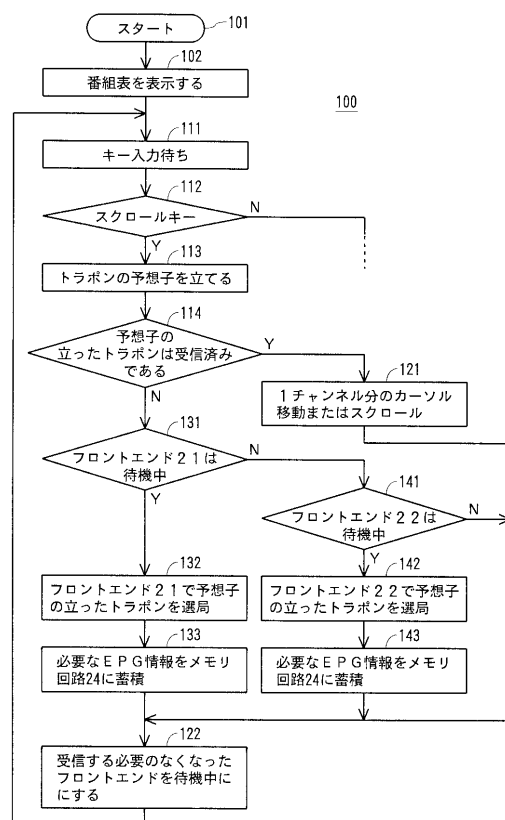 スタート
101
102
番組表を表示する
100
111
キー入力待ち
112
スクロールキー
N
Y
113
トラポンの予想子を立てる
114
予想子の
立ったトラポンは受信済み
である
Y
N
121
1チャンネル分のカーソル
移動またはスクロール
131
フロントエンド21は
待機中
N
Y
141
フロントエンド22は
待機中
N
Y
132
フロントエンド21で予想子
の立ったトラポンを選局
142
フロントエンド22で予想子
の立ったトラポンを選局
133
必要なEPG情報をメモリ
回路24に蓄積
143
必要なEPG情報をメモリ
回路24に蓄積
122
受信する必要のなくなった
フロントエンドを待機中に
にする